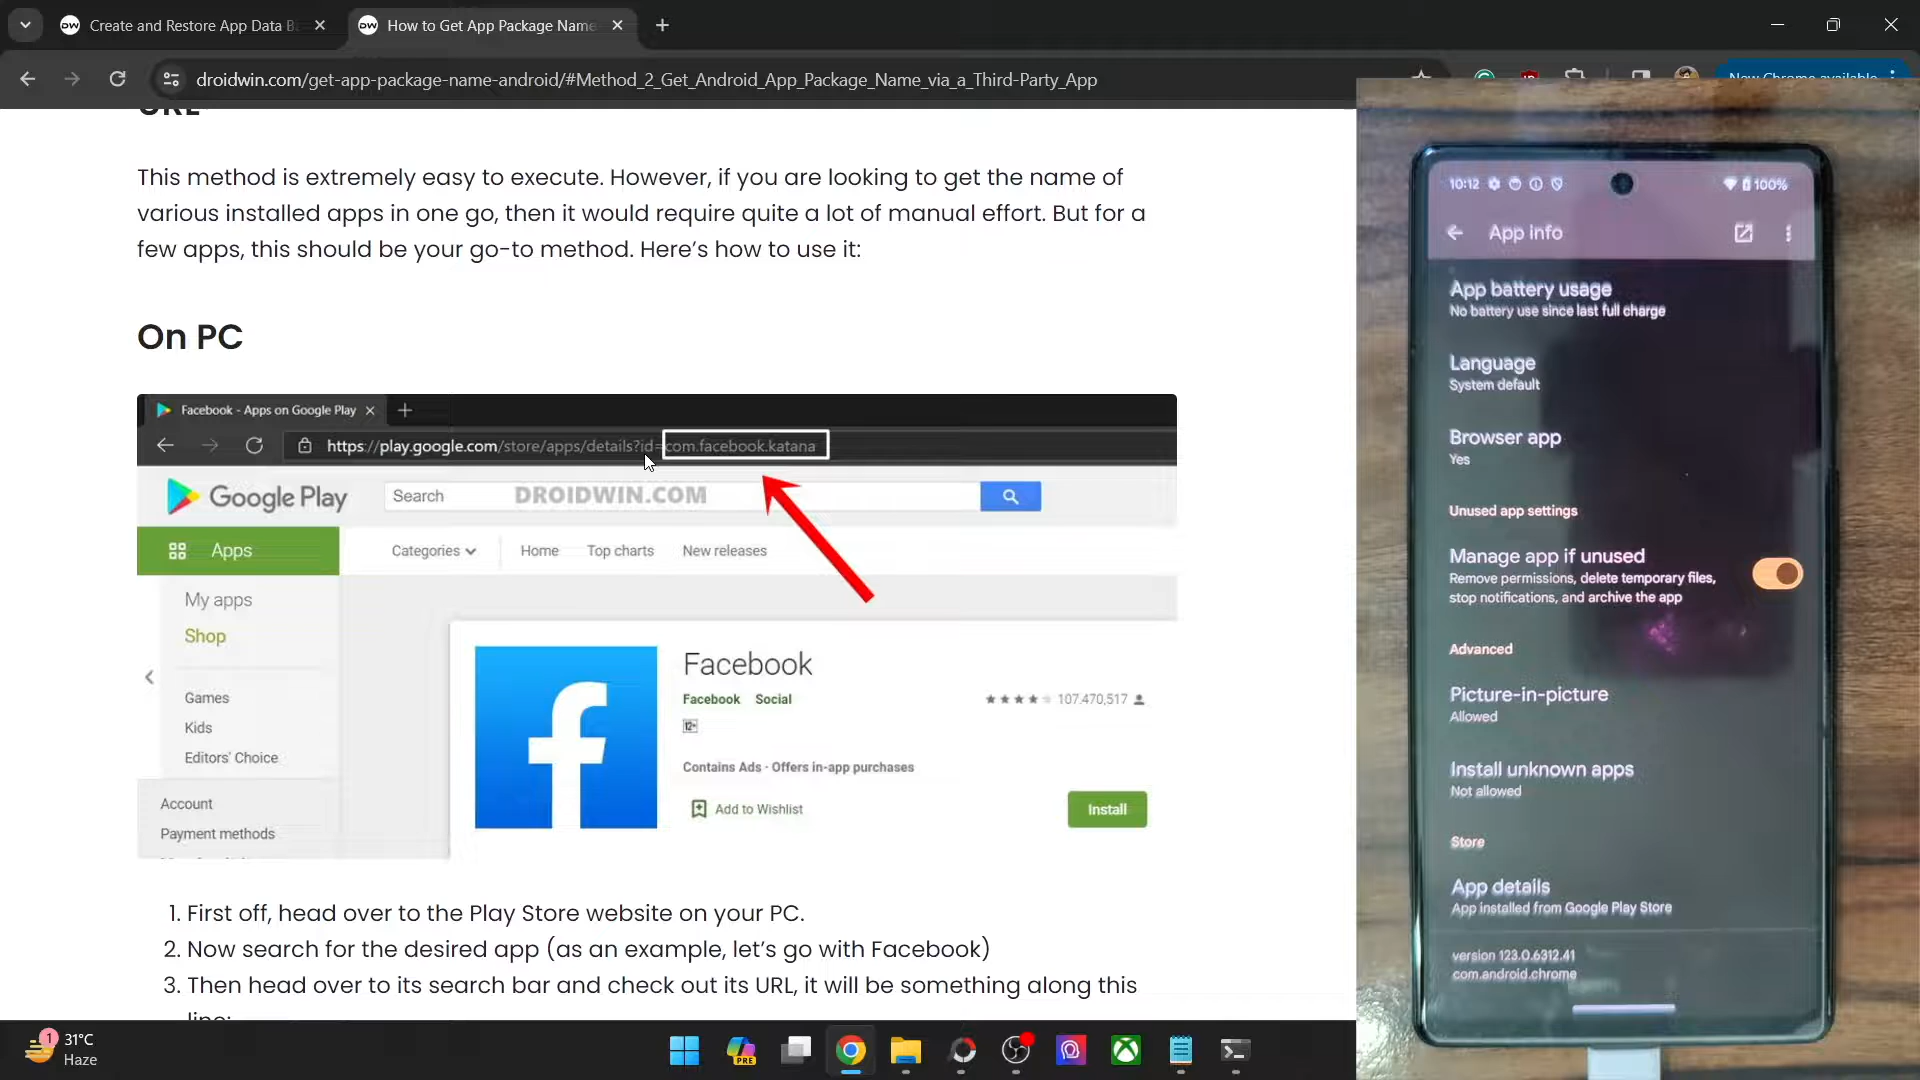 Create and Restore App Data B
How to Get App Package Name
droidwin.com/get-app-package-name-android/#Method_2_Get_Android_App_Package_Name_via_a_Third-Party_App
New Chrome available
URL
This method is extremely easy to execute. However, if you are looking to get the name of
various installed apps in one go, then it would require quite a lot of manual effort. But for a
few apps, this should be your go-to method. Here's how to use it:
On PC
Facebook - Apps on Google Play
https://play.google.com/store/apps/details?id=com.facebook.katana
Google Play
Search
DROIDWIN.COM
Apps
Categories
Home
Top charts
New releases
My apps
Shop
Games
Kids
Editors' Choice
Account
Payment methods
Facebook
Facebook Social
107.470,517
12+
Contains Ads · Offers in-app purchases
Add to Wishlist
Install
1. First off, head over to the Play Store website on your PC.
2. Now search for the desired app (as an example, let's go with Facebook)
3. Then head over to its search bar and check out its URL, it will be something along this
line:
10:12
100%
App info
App battery usage
No battery use since last full charge
Language
System default
Browser app
Yes
Unused app settings
Manage app if unused
Remove permissions, delete temporary files,
stop notifications, and archive the app
Advanced
Picture-in-picture
Allowed
Install unknown apps
Not allowed
Store
App details
App installed from Google Play Store
version 123.0.6312.41
com.android.chrome
1
31°C
Haze
PRE